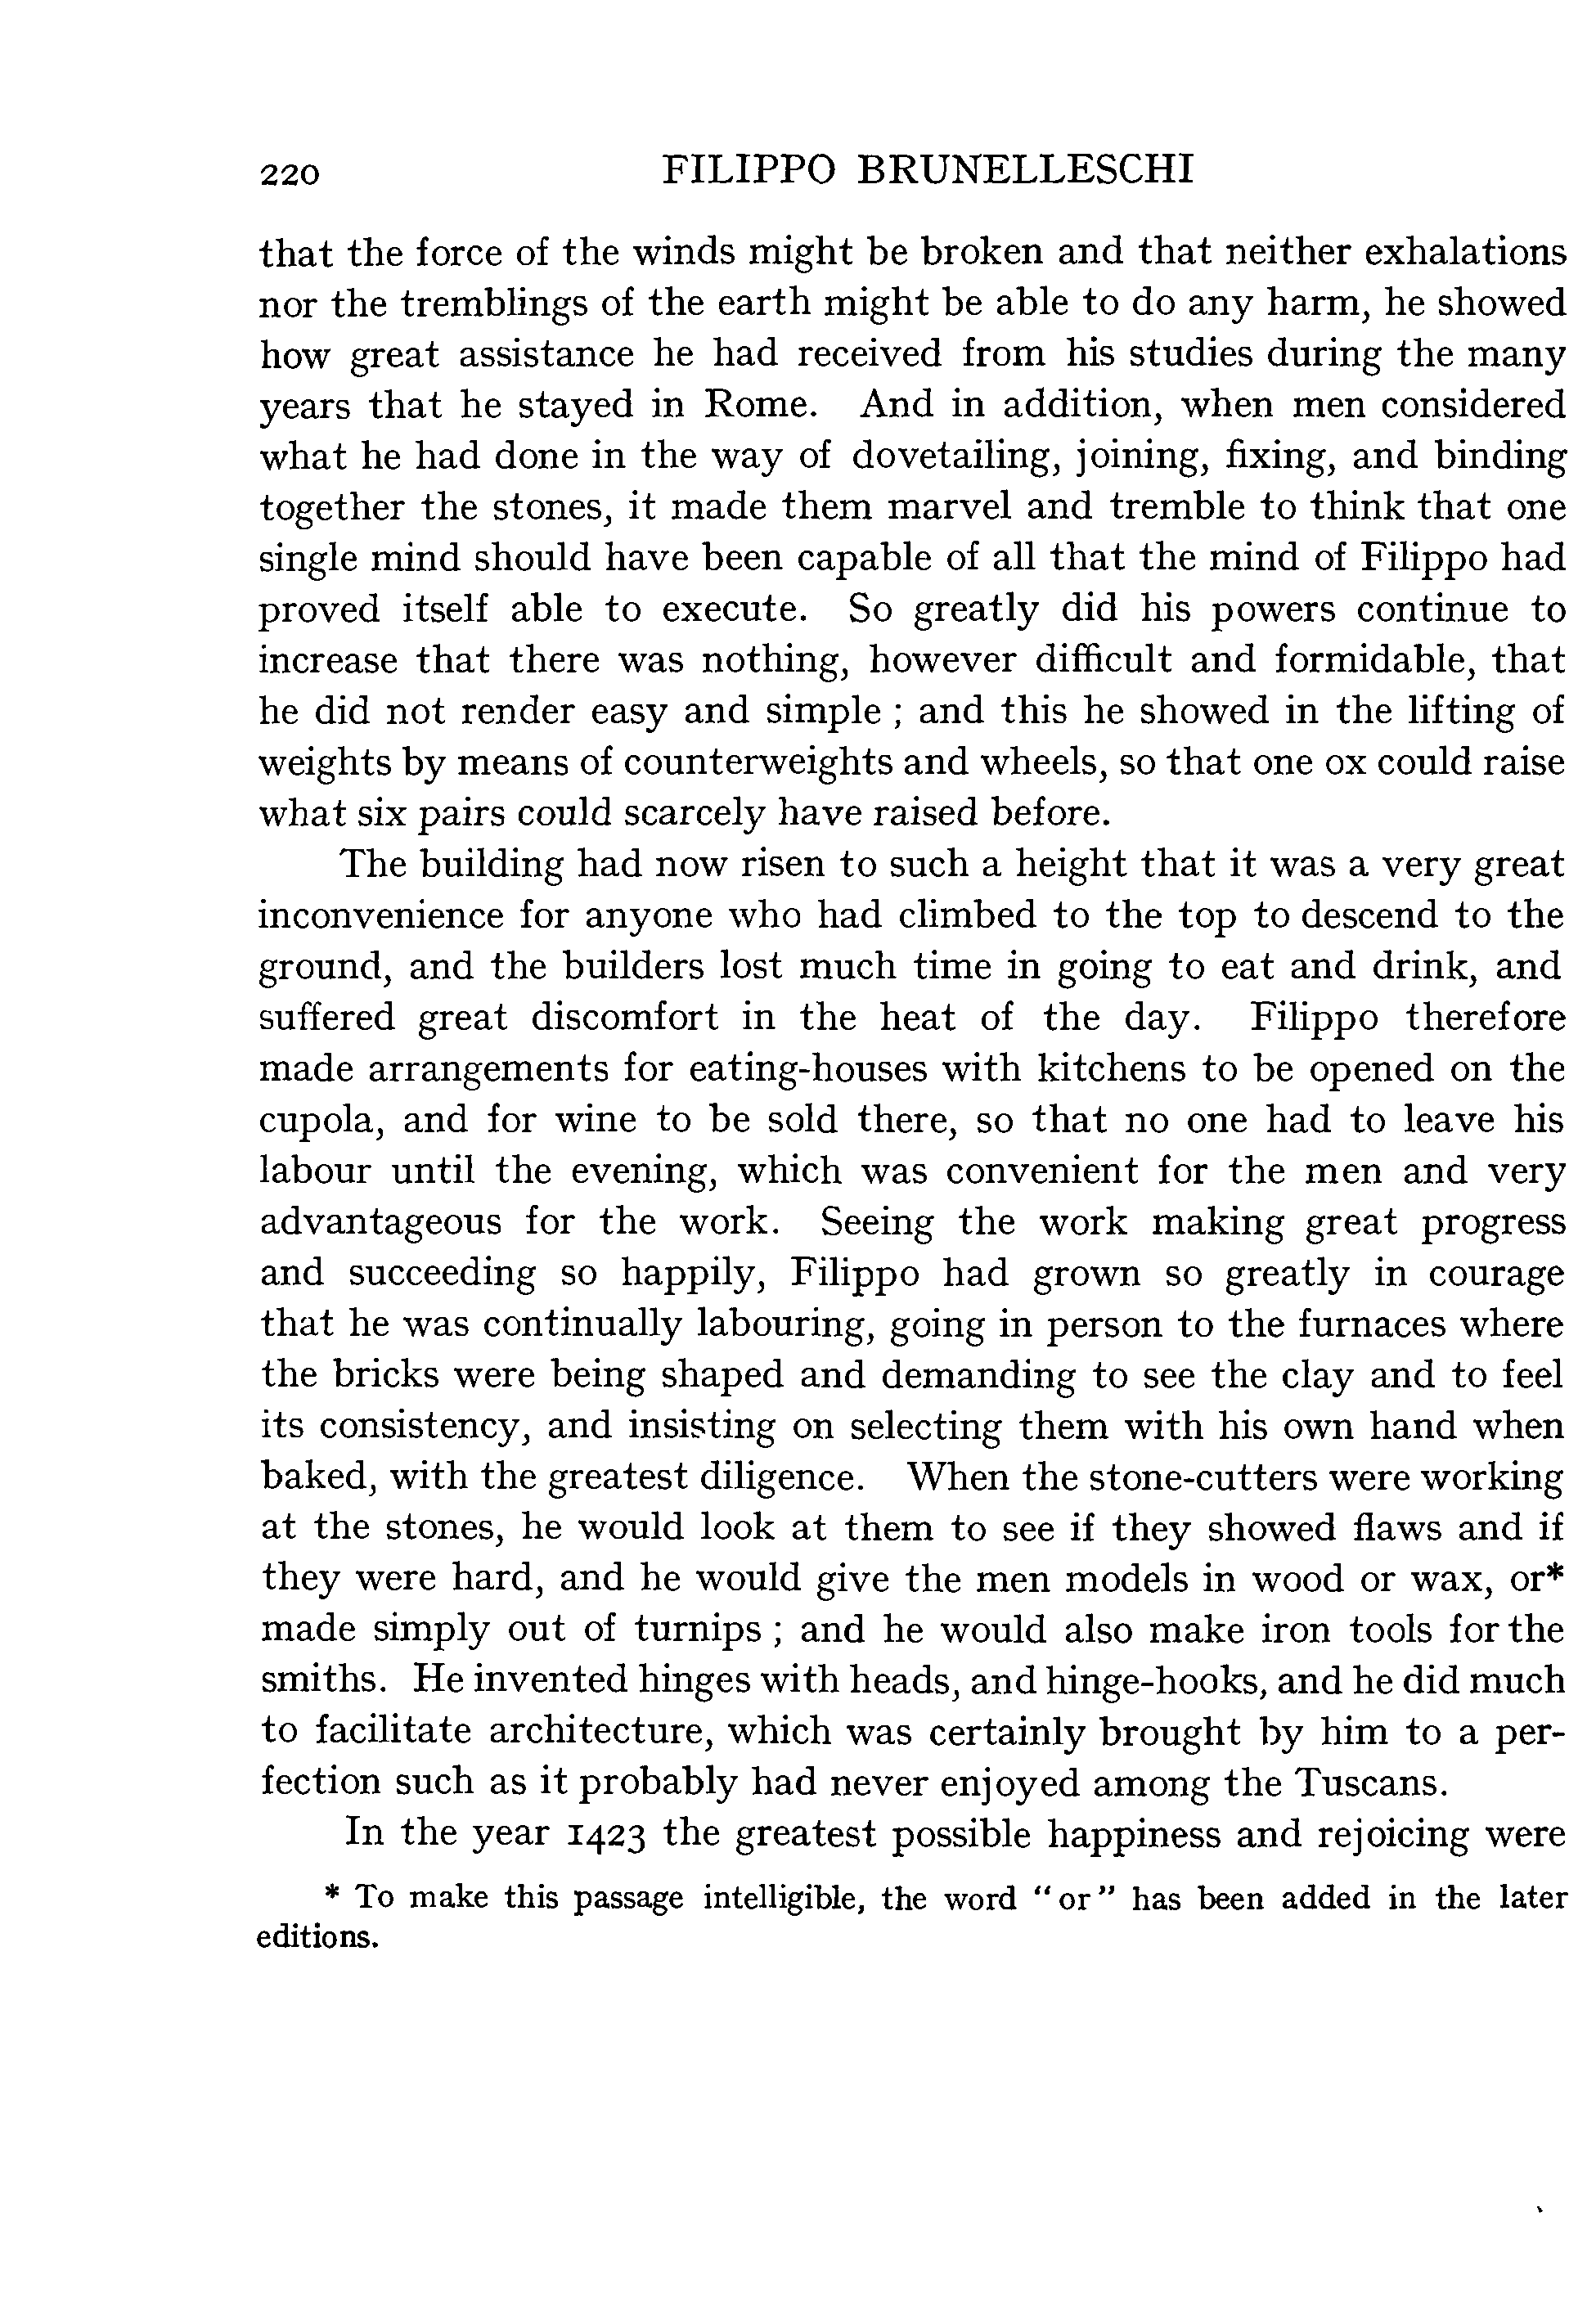 220 FILIPPO BRUNELLESCHI
that the force of the winds might be broken and that neither exhalations
nor the tremblings of the earth might be able to do any harm, he showed
how great assistance he had received from his studies during the many
years that he stayed in Rome. And in addition, when men considered
what he had done in the way of dovetailing, joining, fixing, and binding
together the stones, it made them marvel and tremble to think that one
single mind should have been capable of all that the mind of Filippo had
proved itself able to execute. So greatly did his powers continue to
increase that there was nothing, however difficult and formidable, that
he did not render easy and simple ; and this he showed in the lifting of
weights by means of counterweights and wheels, so that one ox could raise
what six pairs could scarcely have raised before.
The building had now risen to such a height that it was a very great
inconvenience for anyone who had climbed to the top to descend to the
ground, and the builders lost much time in going to eat and drink, and
suffered great discomfort in the heat of the day. Filippo therefore
made arrangements for eating-houses with kitchens to be opened on the
cupola, and for wine to be sold there, so that no one had to leave his
labour until the evening, which was convenient for the men and very
advantageous for the work. Seeing the work making great progress
and succeeding so happily, Filippo had grown so greatly in courage
that he was continually labouring, going in person to the furnaces where
the bricks were being shaped and demanding to see the clay and to feel
its consistency, and insisting on selecting them with his own hand when
baked, with the greatest diligence. When the stone-cutters were working
at the stones, he would look at them to see if they showed flaws and if
they were hard, and he would give the men models in wood or wax, or*
made simply out of turnips ; and he would also make iron tools for the
smiths. He invented hinges with heads, and hinge-hooks, and he did much
to facilitate architecture, which was certainly brought by him to a per-
fection such as it probably had never enjoyed among the Tuscans.
In the year 1423 the greatest possible happiness and rejoicing were
* To make this passage intelligible, the word "or" has been added in the later
editions.